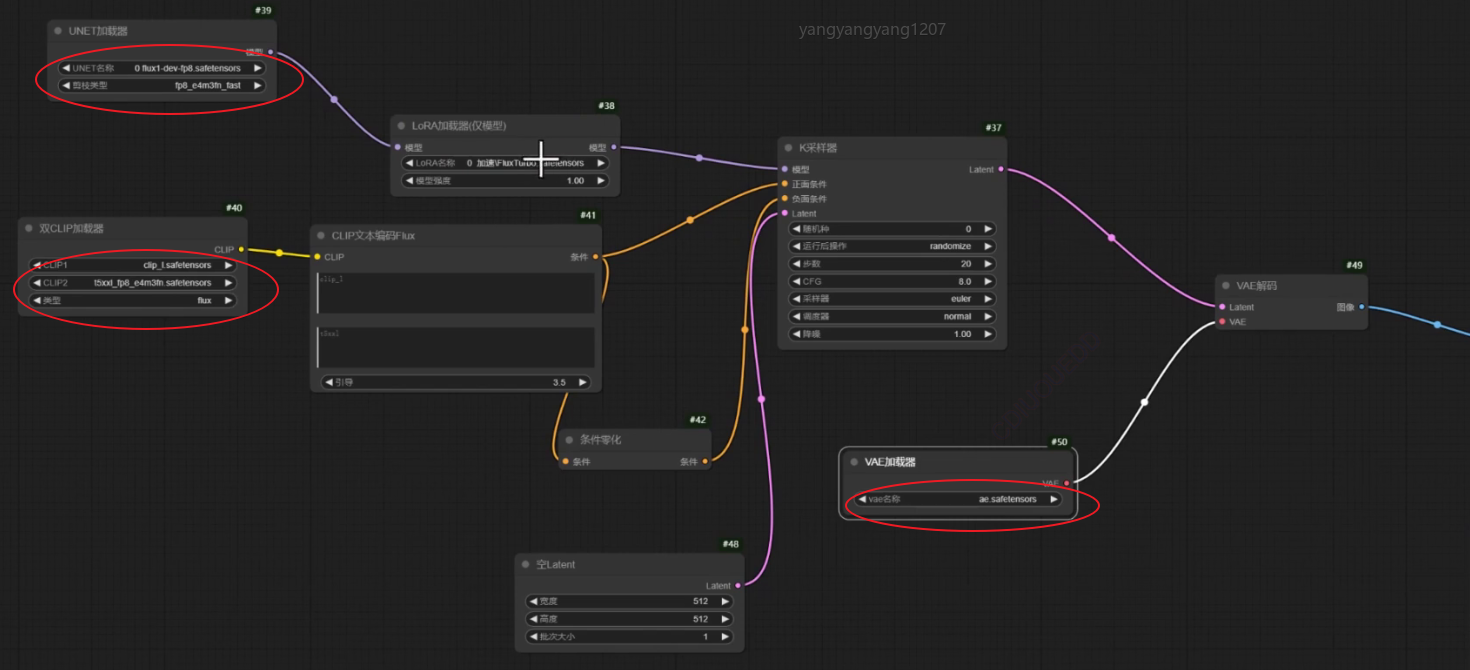 yangyangyang1207
#39
UNET加载器
模型
UNET名称 0 flux1-dev-fp8.safetensors
剪枝类型 fp8_e4m3fn_fast
#38
LoRA加载器(仅模型)
模型 模型
LoRA名称 0 加速\FluxTurbo.safetensors
模型强度 1.00
#37
K采样器
模型 Latent
正面条件
负面条件
Latent
随机种 0
运行后操作 randomize
步数 20
CFG 8.0
采样器 euler
调度器 normal
降噪 1.00
#40
双CLIP加载器
CLIP
CLIP1 clip_l.safetensors
CLIP2 t5xxl_fp8_e4m3fn.safetensors
类型 flux
#41
CLIP文本编码Flux
CLIP 条件
clip_l
t5xxl
引导 3.5
#42
条件零化
条件 条件
#49
VAE解码
Latent 图像
VAE
#50
VAE加载器
VAE
vae名称 ae.safetensors
#48
空Latent
Latent
宽度 512
高度 512
批次大小 1